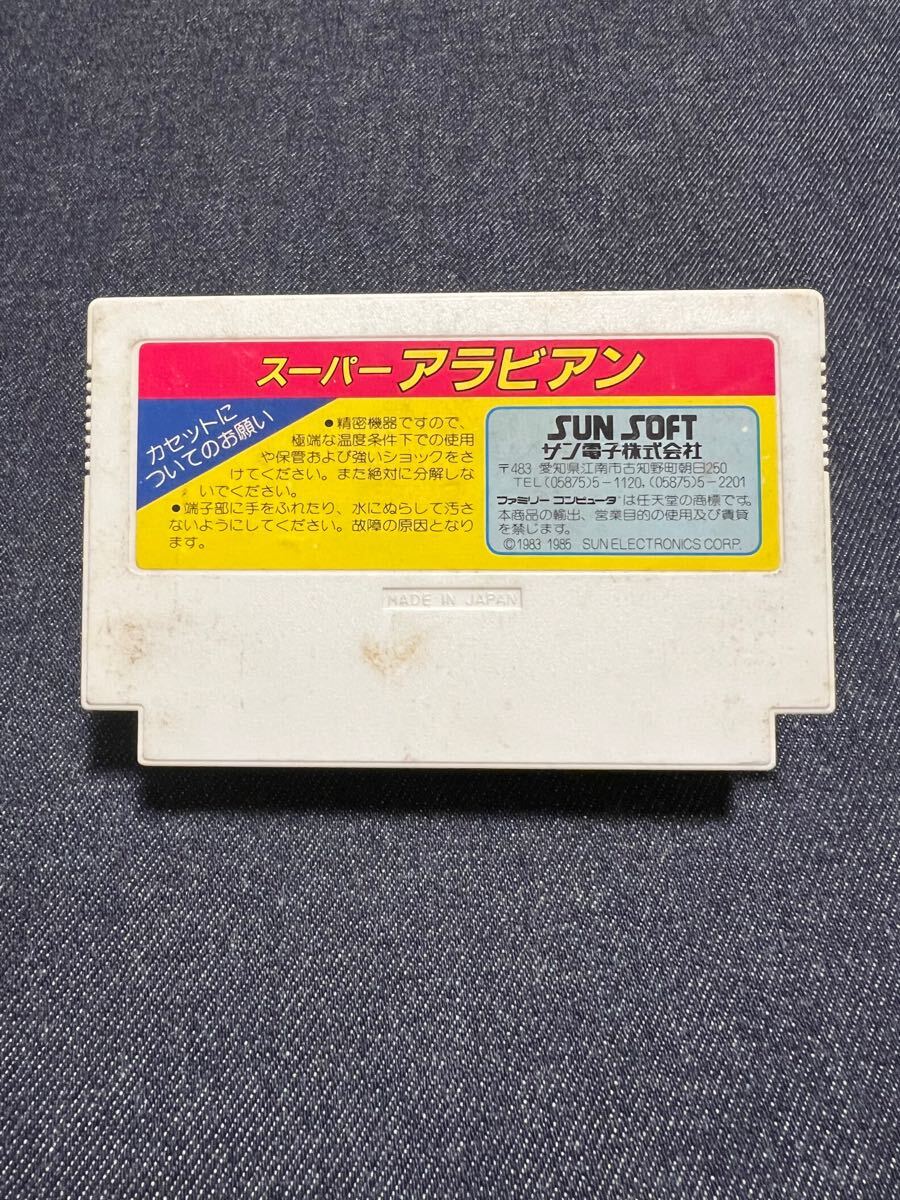 スーパーアラビアン
カセットに
ついてのお願い
●精密機器ですので、
極端な温度条件下での使用
や保管および強いショックをさ
けてください。また絶対に分解しな
いでください。
●端子部に手をふれたり、水にぬらして汚さ
ないようにしてください。故障の原因となり
ます。
SUN SOFT
サン電子株式会社
〒483 愛知県江南市古知野町朝日250
TEL(05875)5-1120,(05875)5-2201
ファミリーコンピュータは任天堂の商標です。
本商品の輸出、営業目的の使用及び賃貸
を禁じます。
©1983 1985 SUN ELECTRONICS CORP.
MADE IN JAPAN